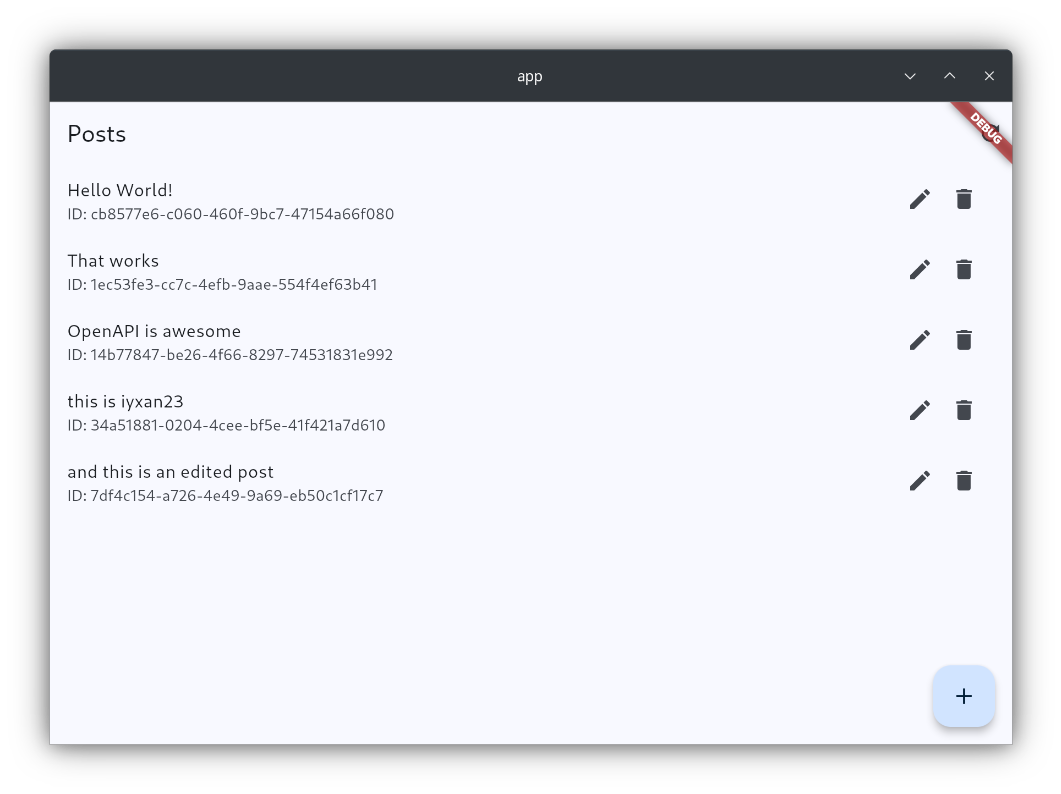 app
DEBUG
Posts
Hello World!
ID: cb8577e6-c060-460f-9bc7-47154a66f080
That works
ID: 1ec53fe3-cc7c-4efb-9aae-554f4ef63b41
OpenAPI is awesome
ID: 14b77847-be26-4f66-8297-74531831e992
this is iyxan23
ID: 34a51881-0204-4cee-bf5e-41f421a7d610
and this is an edited post
ID: 7df4c154-a726-4e49-9a69-eb50c1cf17c7